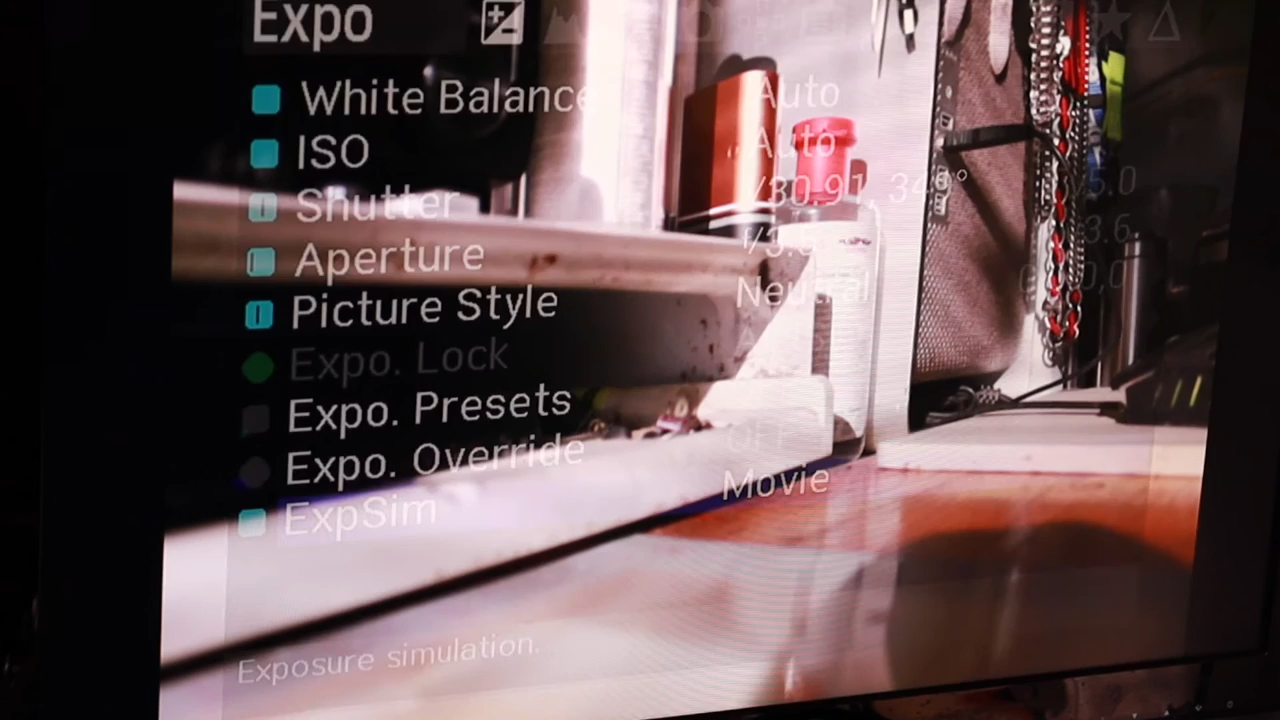 Expo
White Balance Auto
ISO Auto
Shutter
Aperture
Picture Style Neutral
Expo. Lock
Expo. Presets OFF
Expo. Override
ExpSim Movie
Exposure simulation.